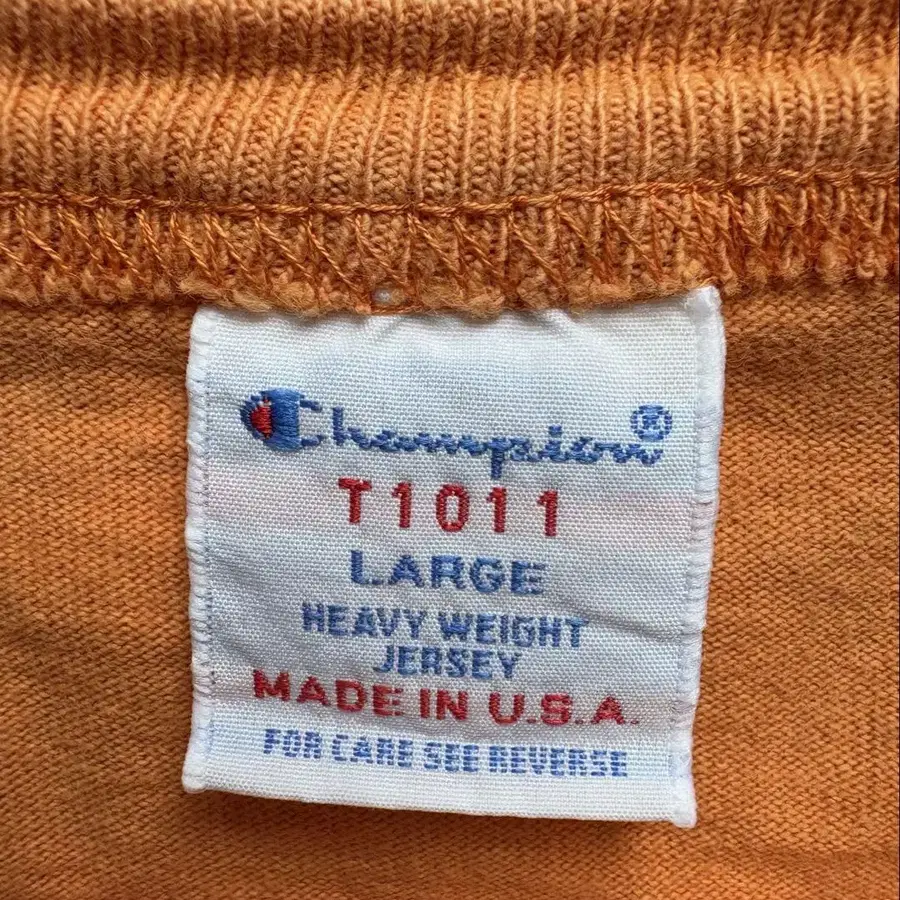 Champion®
T1011
LARGE
HEAVY WEIGHT
JERSEY
MADE IN U.S.A.
FOR CARE SEE REVERSE